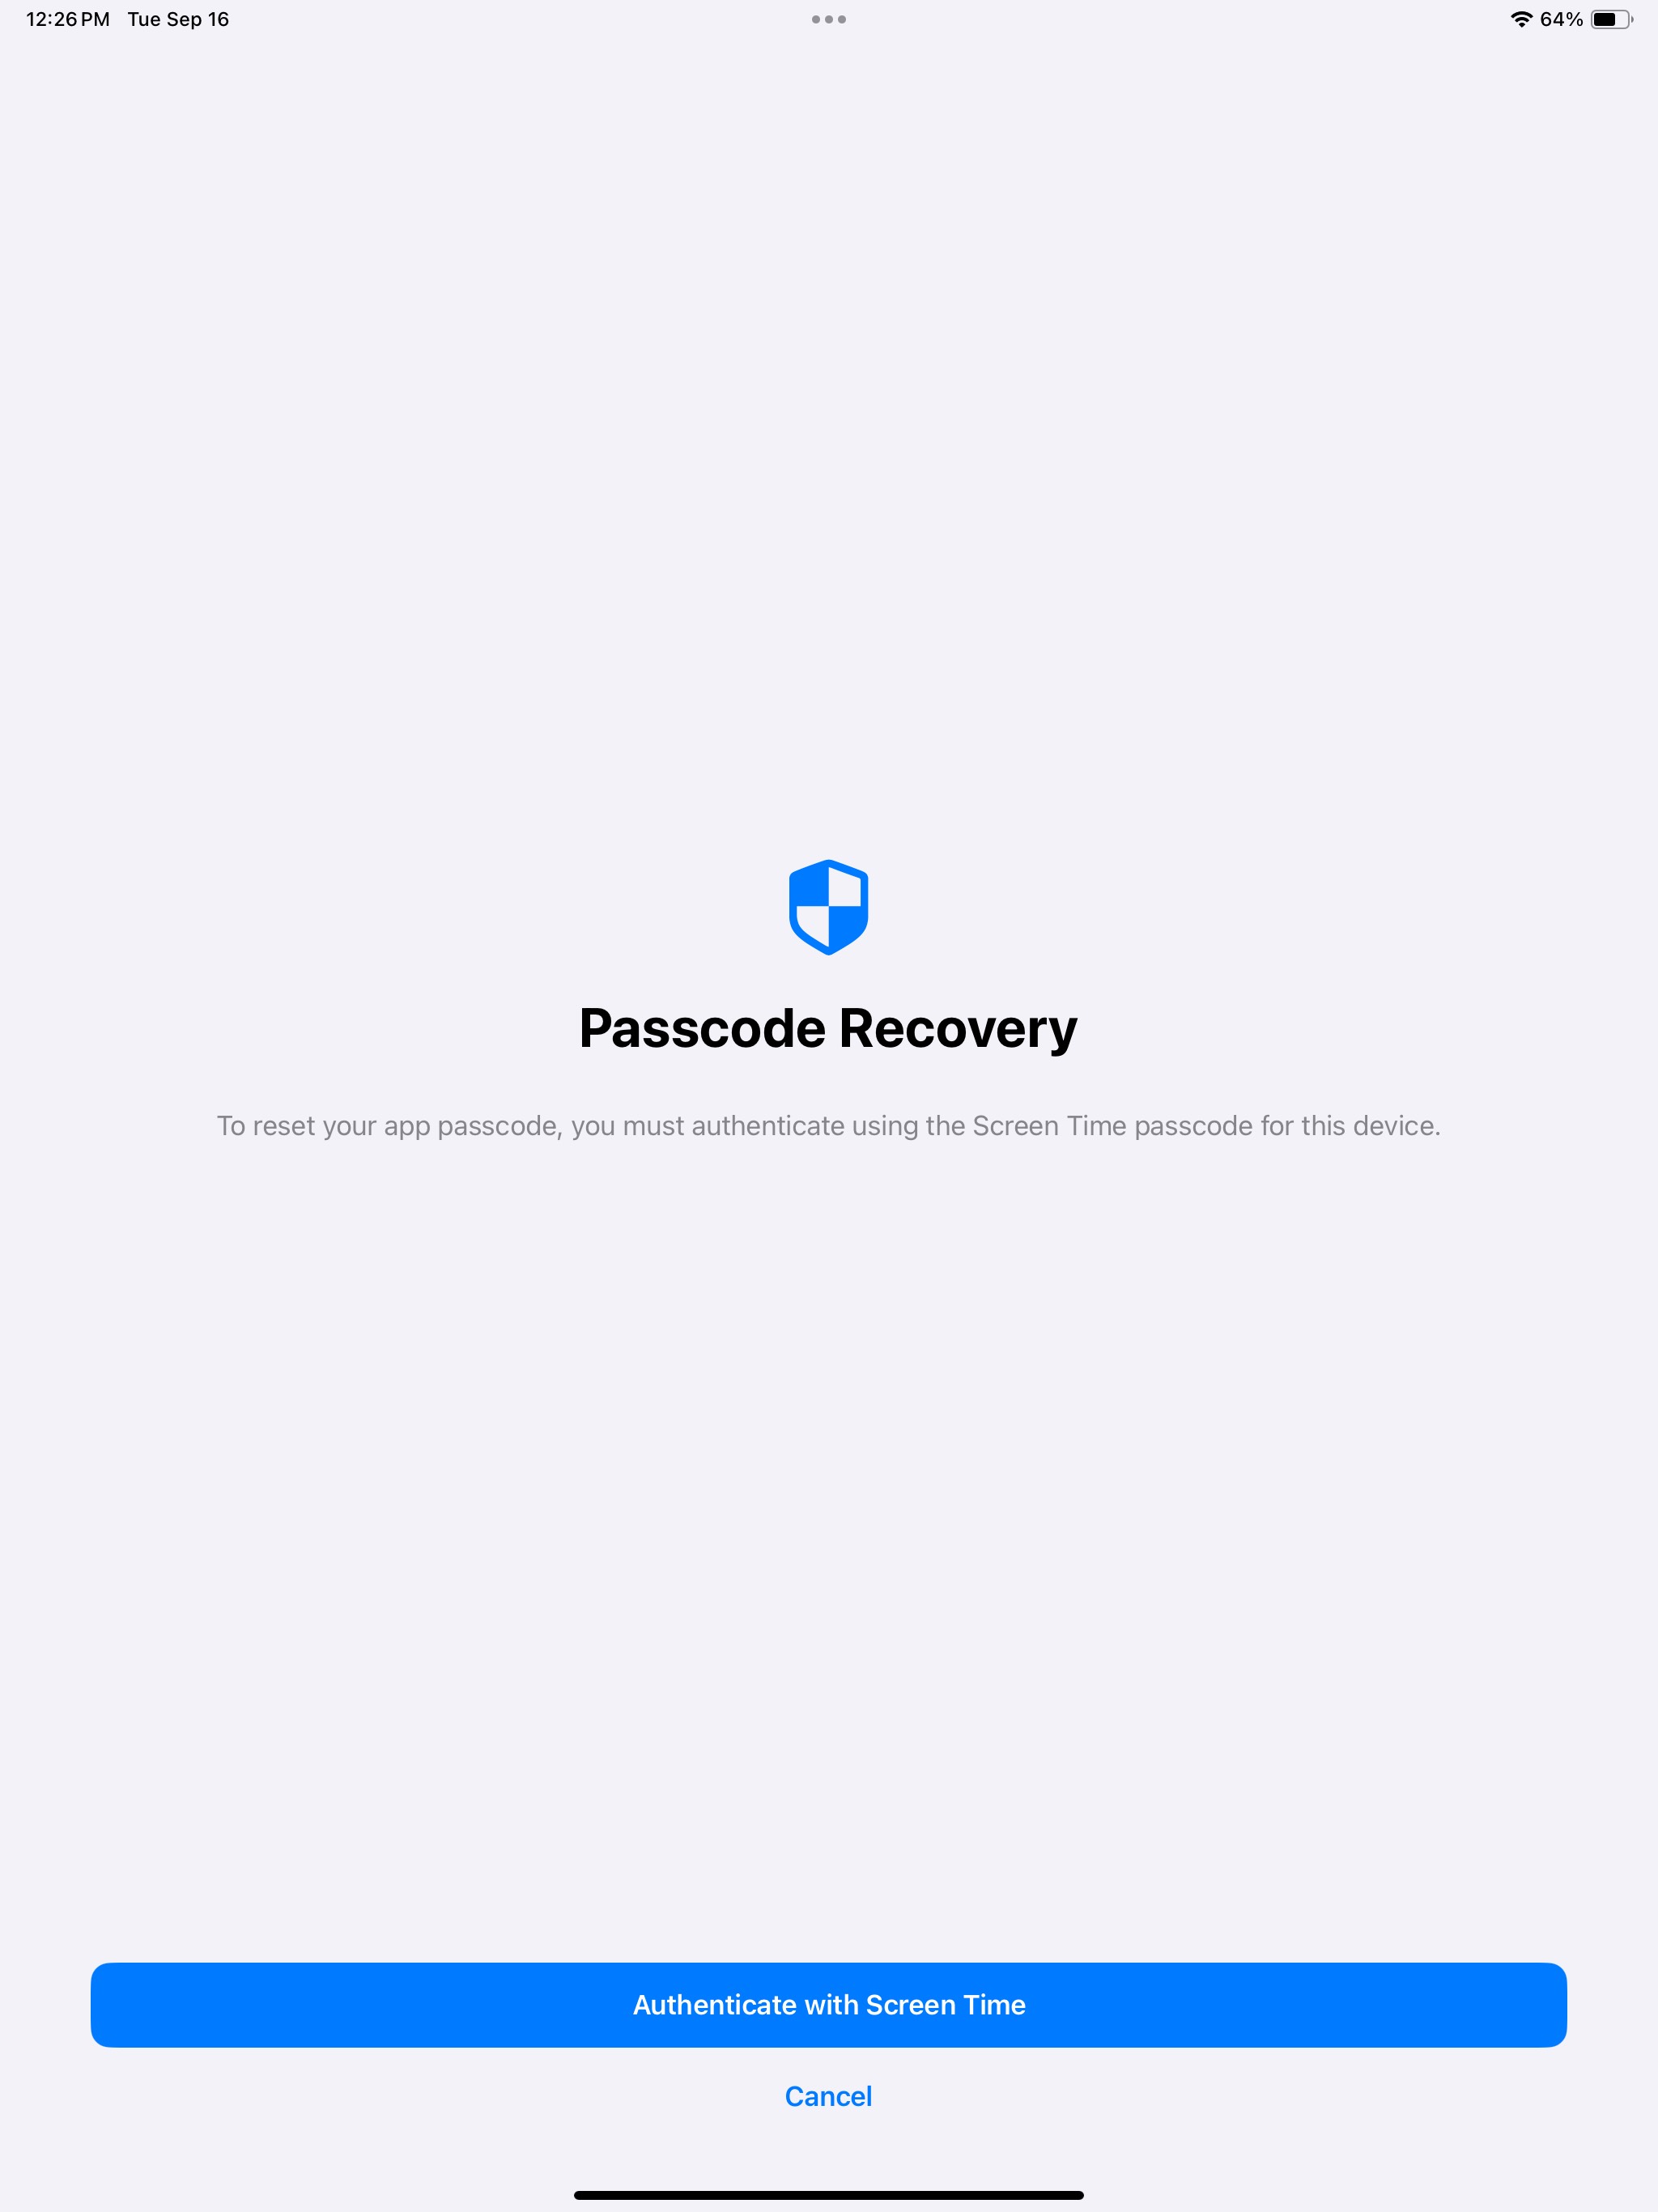 12:26 PM Tue Sep 16 64%
Passcode Recovery
To reset your app passcode, you must authenticate using the Screen Time passcode for this device.
Authenticate with Screen Time
Cancel